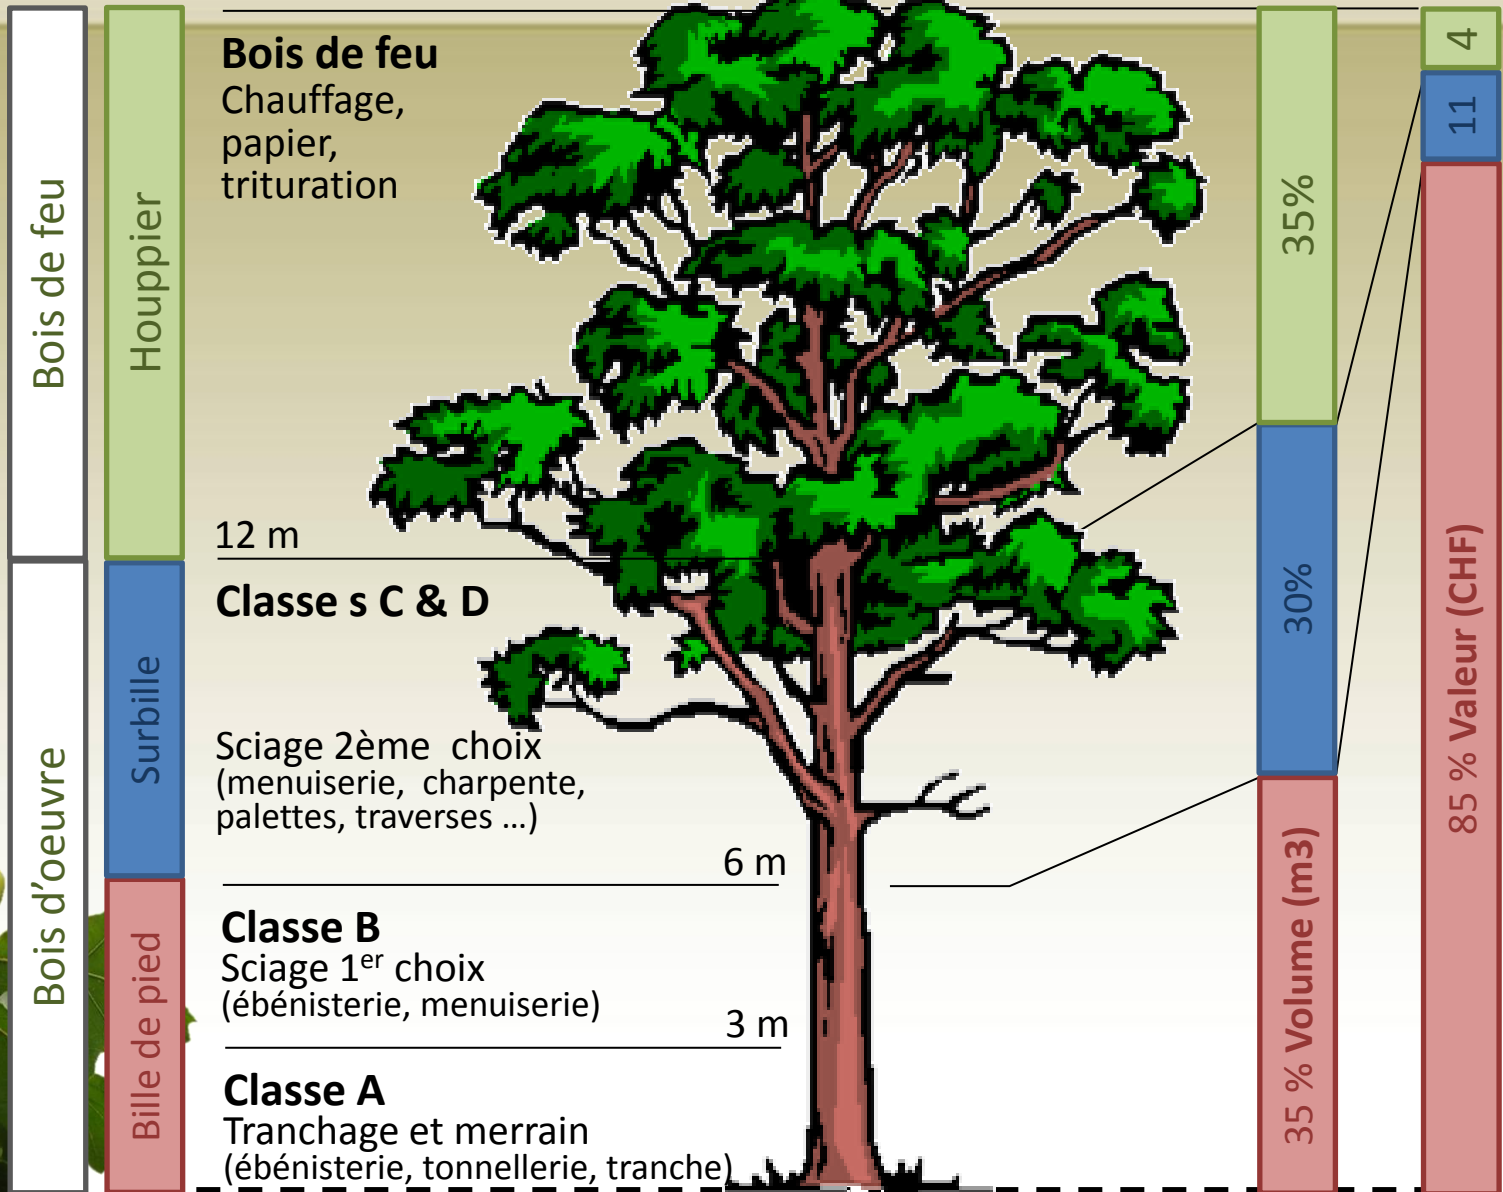 Bois de feu
Bois d'oeuvre
Houppier
Surbille
Bille de pied
Bois de feu
Chauffage,
papier,
trituration
12 m
Classe s C & D
Sciage 2ème choix
(menuiserie, charpente,
palettes, traverses ...)
6 m
Classe B
Sciage 1er choix
(ébénisterie, menuiserie)
3 m
Classe A
Tranchage et merrain
(ébénisterie, tonnellerie, tranche)
35%
30%
35 % Volume (m3)
4
11
85 % Valeur (CHF)